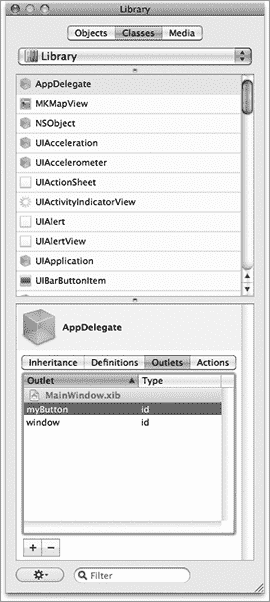 Library
Objects Classes Media
Library
AppDelegate
MKMapView
NSObject
UIAcceleration
UIAccelerometer
UIActionSheet
UIActivityIndicatorView
UIAlert
UIAlertView
UIApplication
UIBarButtonItem
AppDelegate
Inheritance Definitions Outlets Actions
Outlet Type
MainWindow.xib
myButton id
window id
+ −
Filter